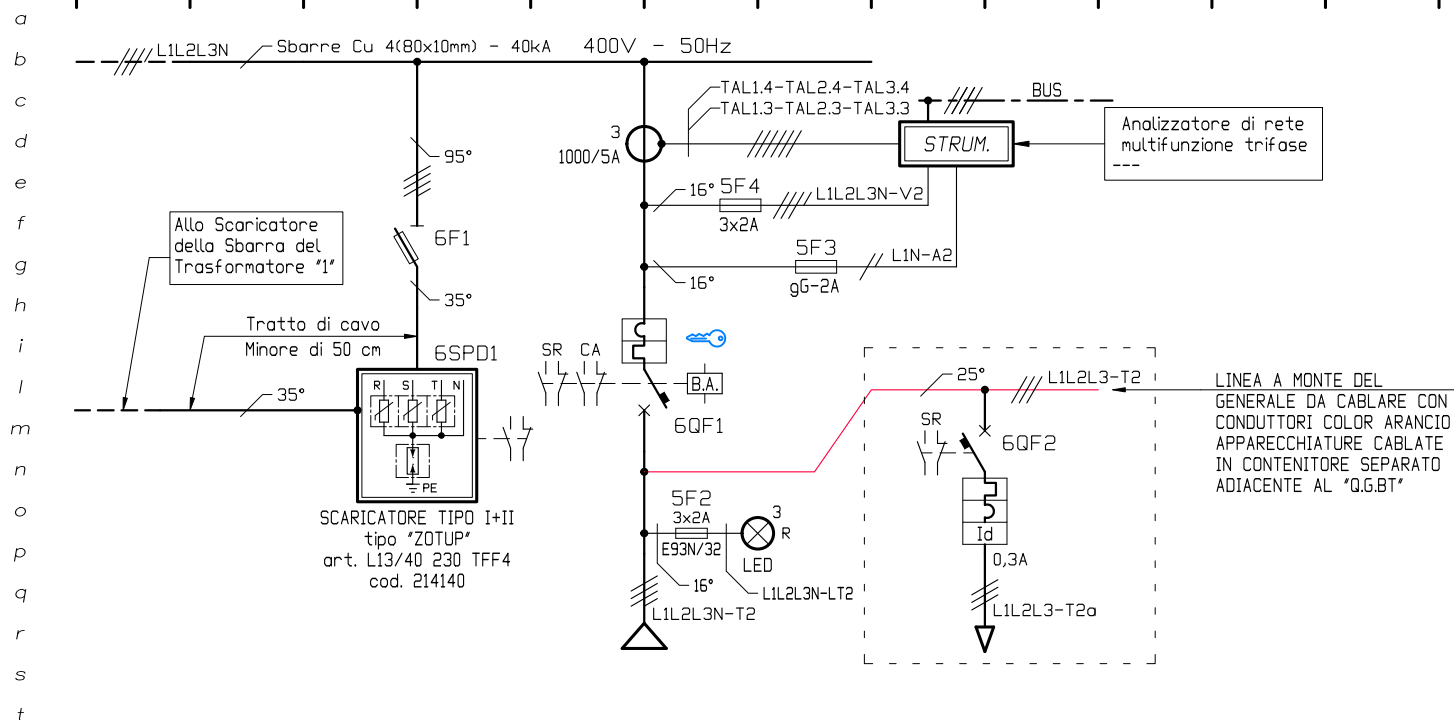 a
b
c
d
e
f
g
h
i
l
m
n
o
p
q
r
s
t
L1L2L3N
Sbarre Cu 4(80x10mm) - 40kA
400V - 50Hz
TAL1.4-TAL2.4-TAL3.4
TAL1.3-TAL2.3-TAL3.3
BUS
3
1000/5A
STRUM.
Analizzatore di rete
multifunzione trifase
---
95°
16°
5F4
L1L2L3N-V2
3x2A
Allo Scaricatore
della Sbarra del
Trasformatore "1"
6F1
5F3
L1N-A2
16°
gG-2A
35°
Tratto di cavo
Minore di 50 cm
6SPD1
SR
CA
B.A.
6QF1
R
S
T
N
35°
PE
SCARICATORE TIPO I+II
tipo "ZOTUP"
art. L13/40 230 TFF4
cod. 214140
25°
L1L2L3-T2
SR
6QF2
LINEA A MONTE DEL
GENERALE DA CABLARE CON
CONDUTTORI COLOR ARANCIO
APPARECCHIATURE CABLATE
IN CONTENITORE SEPARATO
ADIACENTE AL "Q.G.BT"
5F2
3x2A
3
R
E93N/32
LED
16°
L1L2L3N-LT2
L1L2L3N-T2
Id
0,3A
L1L2L3-T2a